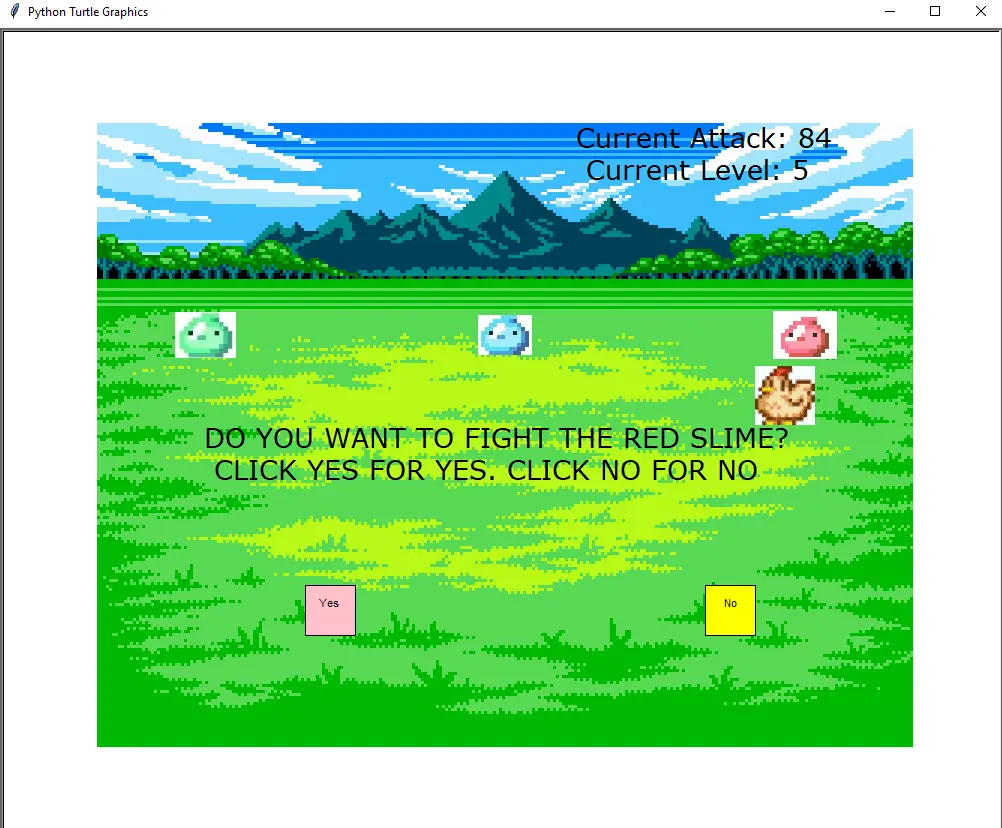 Python Turtle Graphics
Current Attack: 84
Current Level: 5
DO YOU WANT TO FIGHT THE RED SLIME?
CLICK YES FOR YES. CLICK NO FOR NO
Yes
No